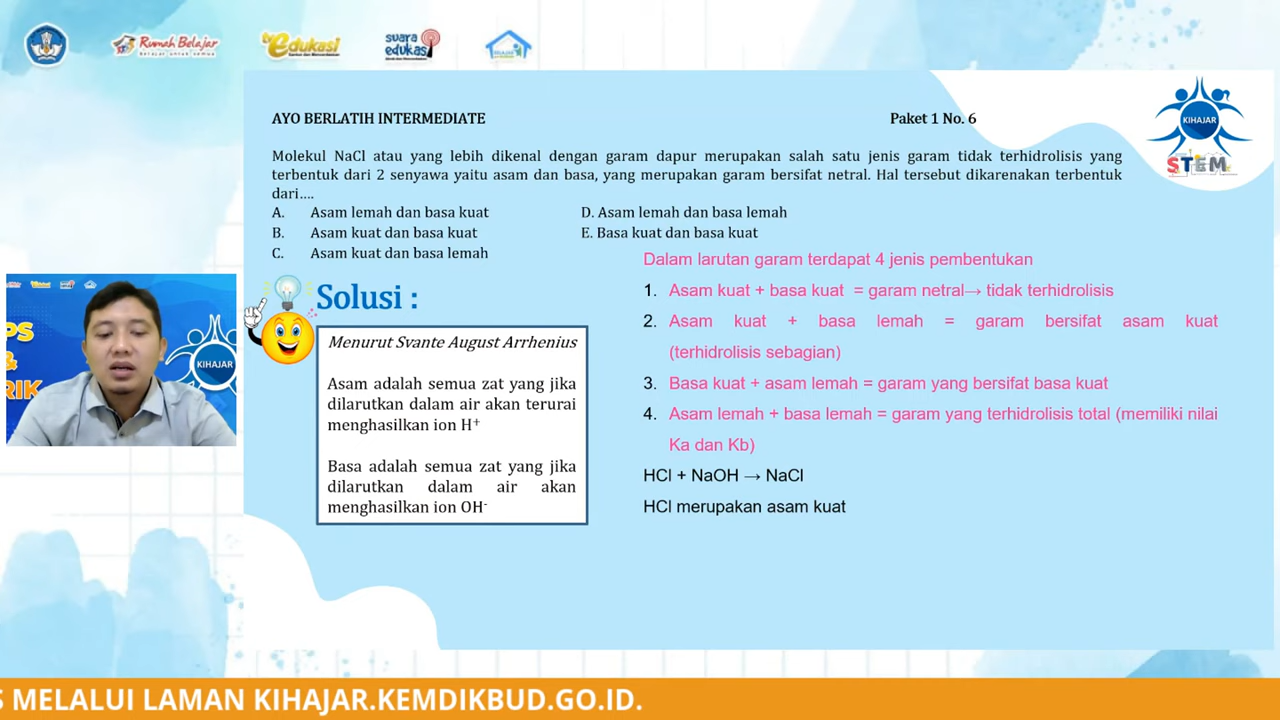 Rumah Belajar
Belajar untuk semua
tv edukasi
suara
edukasi
AYO BERLATIH INTERMEDIATE
Paket 1 No. 6
KIHAJAR
STEM
Molekul NaCl atau yang lebih dikenal dengan garam dapur merupakan salah satu jenis garam tidak terhidrolisis yang
terbentuk dari 2 senyawa yaitu asam dan basa, yang merupakan garam bersifat netral. Hal tersebut dikarenakan terbentuk
dari....
A. Asam lemah dan basa kuat
D. Asam lemah dan basa lemah
B. Asam kuat dan basa kuat
E. Basa kuat dan basa kuat
C. Asam kuat dan basa lemah
Solusi :
Menurut Svante August Arrhenius
Asam adalah semua zat yang jika
dilarutkan dalam air akan terurai
menghasilkan ion H⁺
Basa adalah semua zat yang jika
dilarutkan dalam air akan
menghasilkan ion OH⁻
Dalam larutan garam terdapat 4 jenis pembentukan
1. Asam kuat + basa kuat = garam netral→ tidak terhidrolisis
2. Asam kuat + basa lemah = garam bersifat asam kuat
(terhidrolisis sebagian)
3. Basa kuat + asam lemah = garam yang bersifat basa kuat
4. Asam lemah + basa lemah = garam yang terhidrolisis total (memiliki nilai
Ka dan Kb)
HCl + NaOH → NaCl
HCl merupakan asam kuat
PS
&
RIK
KIHAJAR
S MELALUI LAMAN KIHAJAR.KEMDIKBUD.GO.ID.